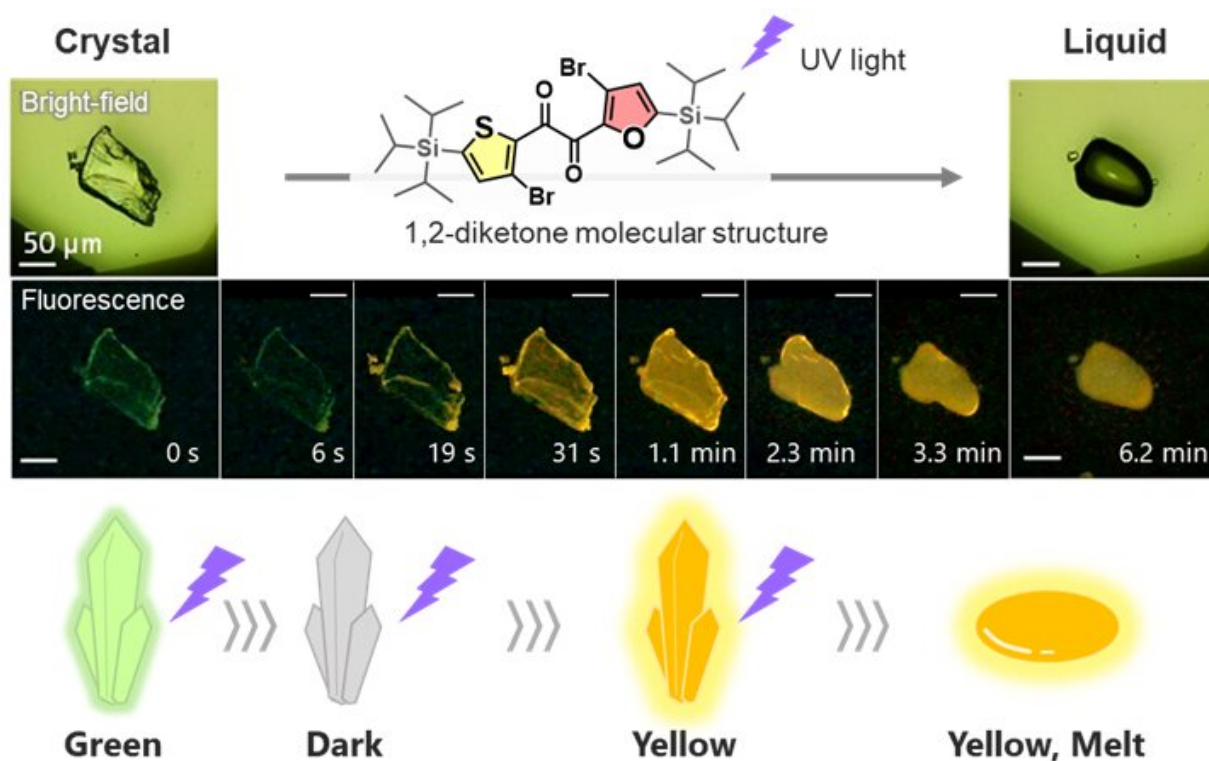 Crystal
Liquid
Bright-field
50 µm
Si
S
Br
O
O
Br
O
Si
UV light
1,2-diketone molecular structure
Fluorescence
0 s
6 s
19 s
31 s
1.1 min
2.3 min
3.3 min
6.2 min
Green
Dark
Yellow
Yellow, Melt